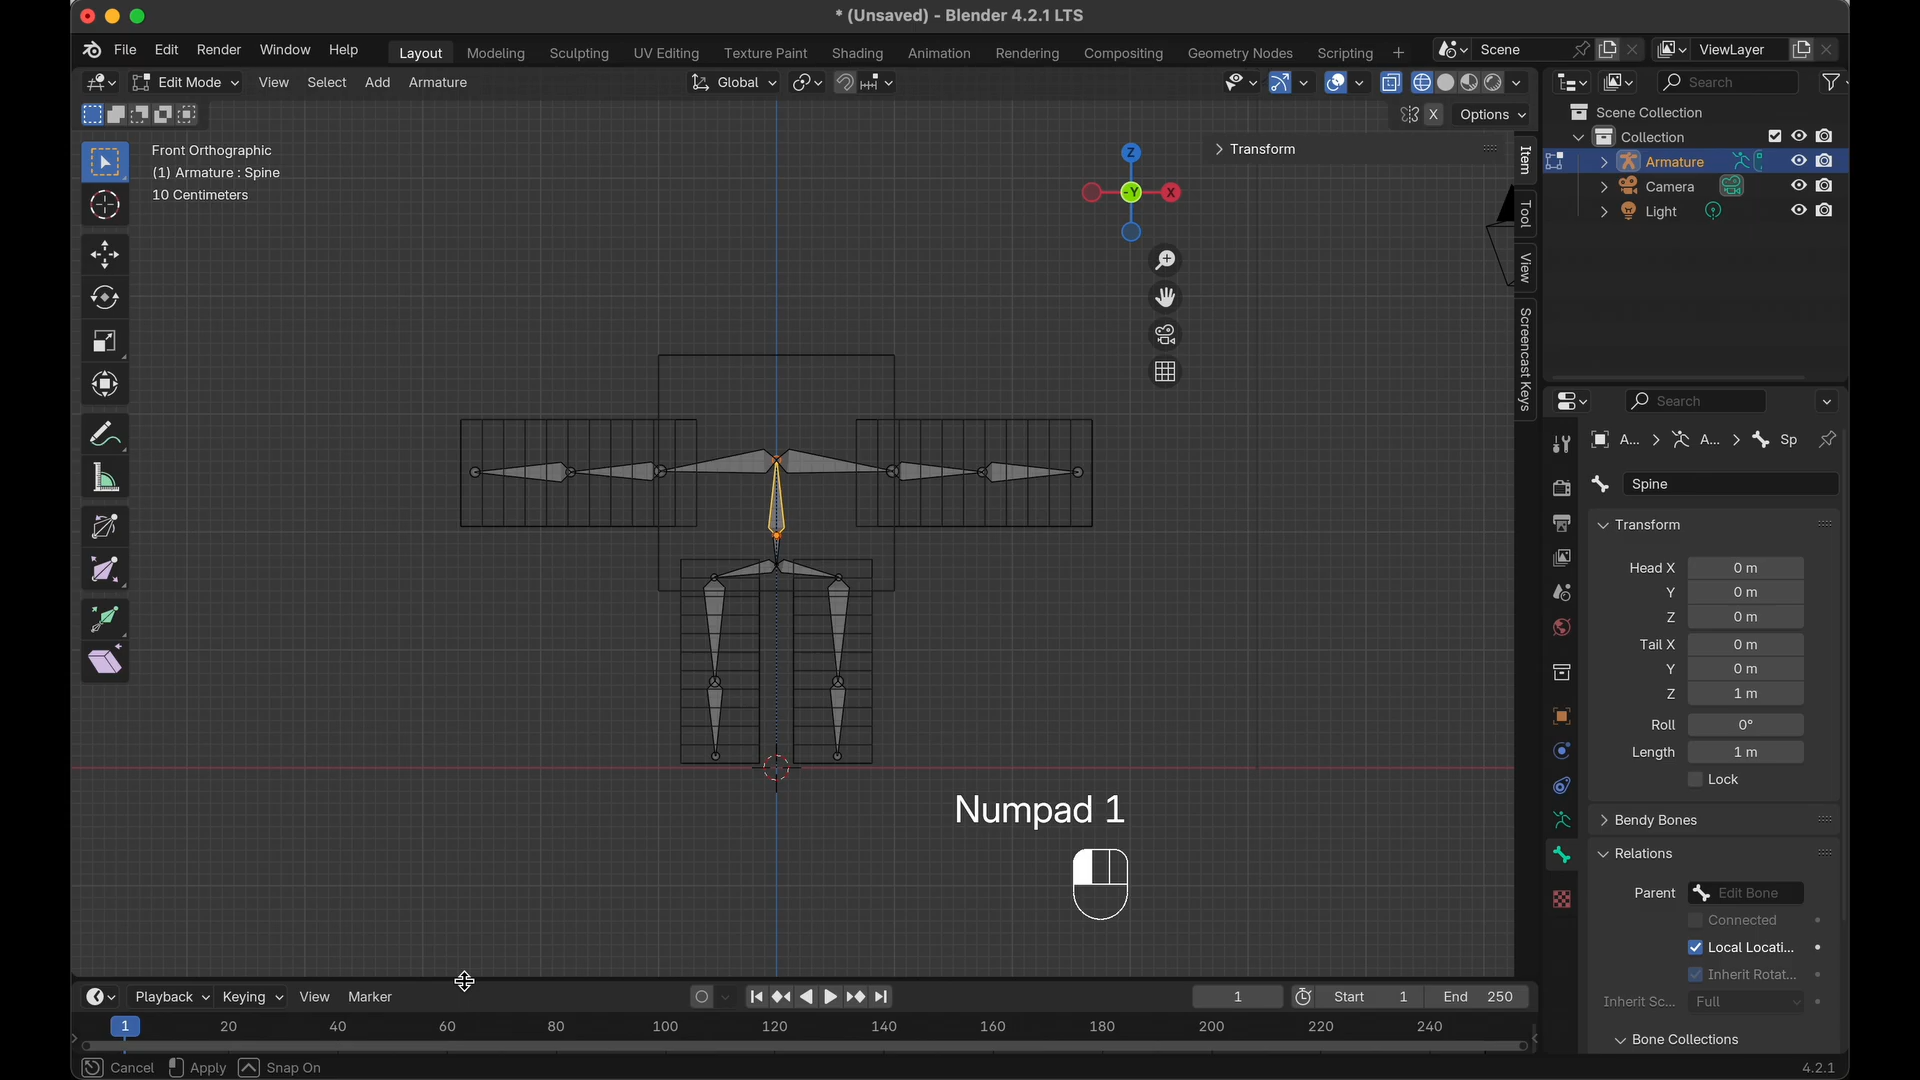 * (Unsaved) - Blender 4.2.1 LTS
File Edit Render Window Help Layout Modeling Sculpting UV Editing Texture Paint Shading Animation Rendering Compositing Geometry Nodes Scripting + Scene ViewLayer
Edit Mode View Select Add Armature Global Search
X Options
Scene Collection
Collection
Armature
Camera
Light
Front Orthographic
(1) Armature : Spine
10 Centimeters
Transform
Z
-Y X
Item
Tool
View
Screencast Keys
Search
A... > A... > Sp
Spine
Transform
Head X 0 m
Y 0 m
Z 0 m
Tail X 0 m
Y 0 m
Z 1 m
Roll 0°
Length 1 m
Lock
Bendy Bones
Relations
Parent Edit Bone
Connected
Local Locati...
Inherit Rotat...
Inherit Sc... Full
Bone Collections
Numpad 1
Playback Keying View Marker 1 Start 1 End 250
1 20 40 60 80 100 120 140 160 180 200 220 240
Cancel Apply Snap On 4.2.1